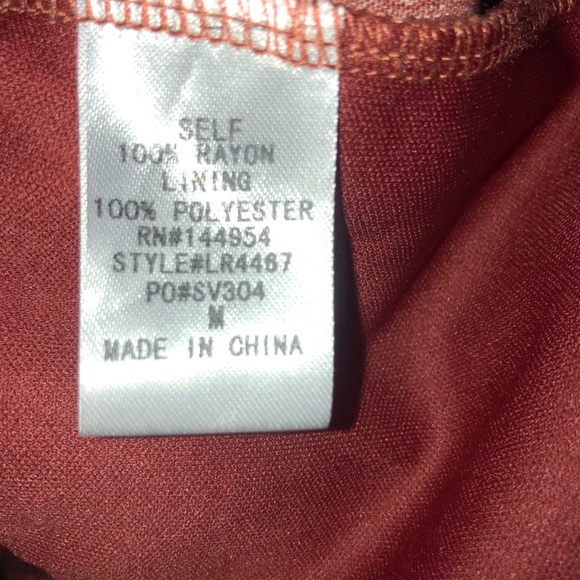 SELF
100% RAYON
LINING
100% POLYESTER
RN#144954
STYLE#LR4467
PO#SV304
M
MADE IN CHINA